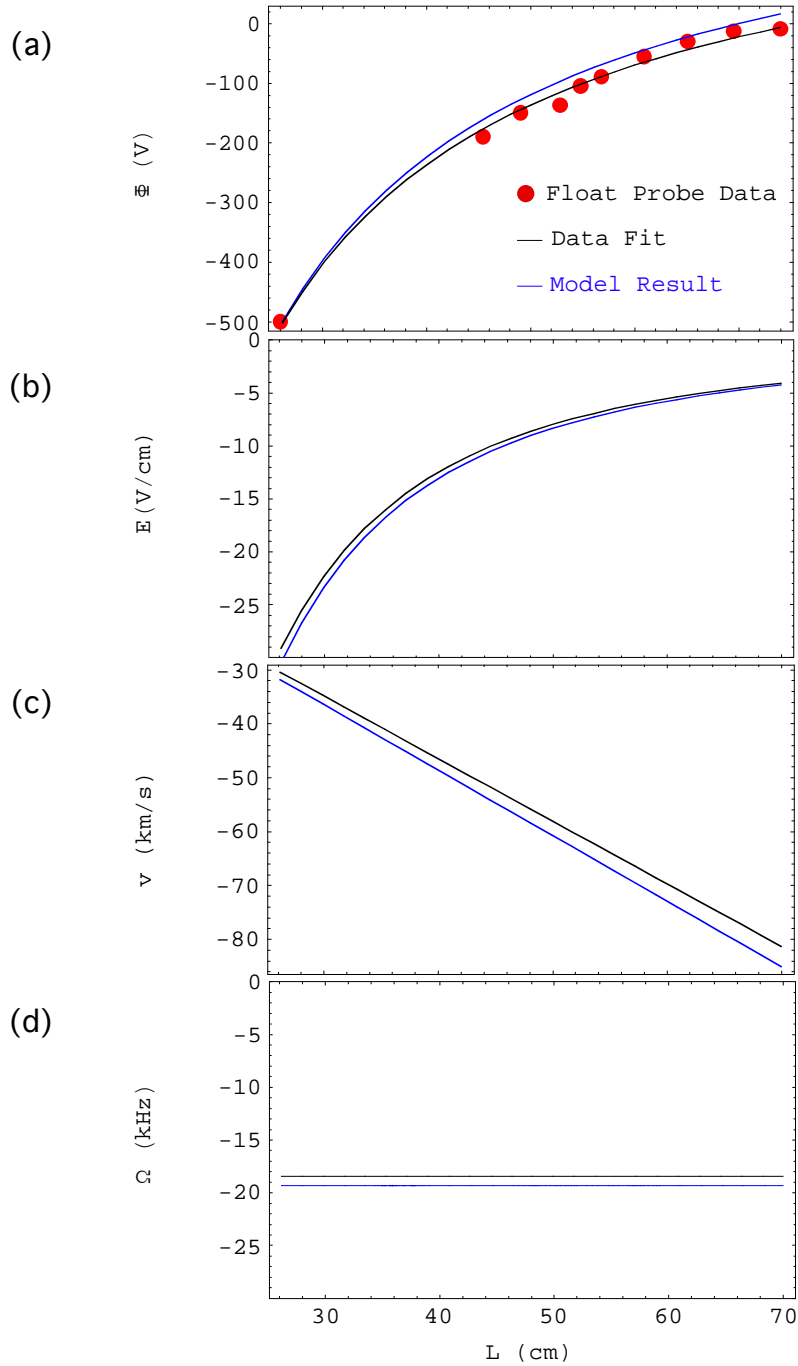 (a)
0
-100
-200
-300
-400
-500
Φ (V)
Float Probe Data
Data Fit
Model Result
(b)
0
-5
-10
-15
-20
-25
E(V/cm)
(c)
-30
-40
-50
-60
-70
-80
v (km/s)
(d)
0
-5
-10
-15
-20
-25
Ω (kHz)
30 40 50 60 70
L (cm)